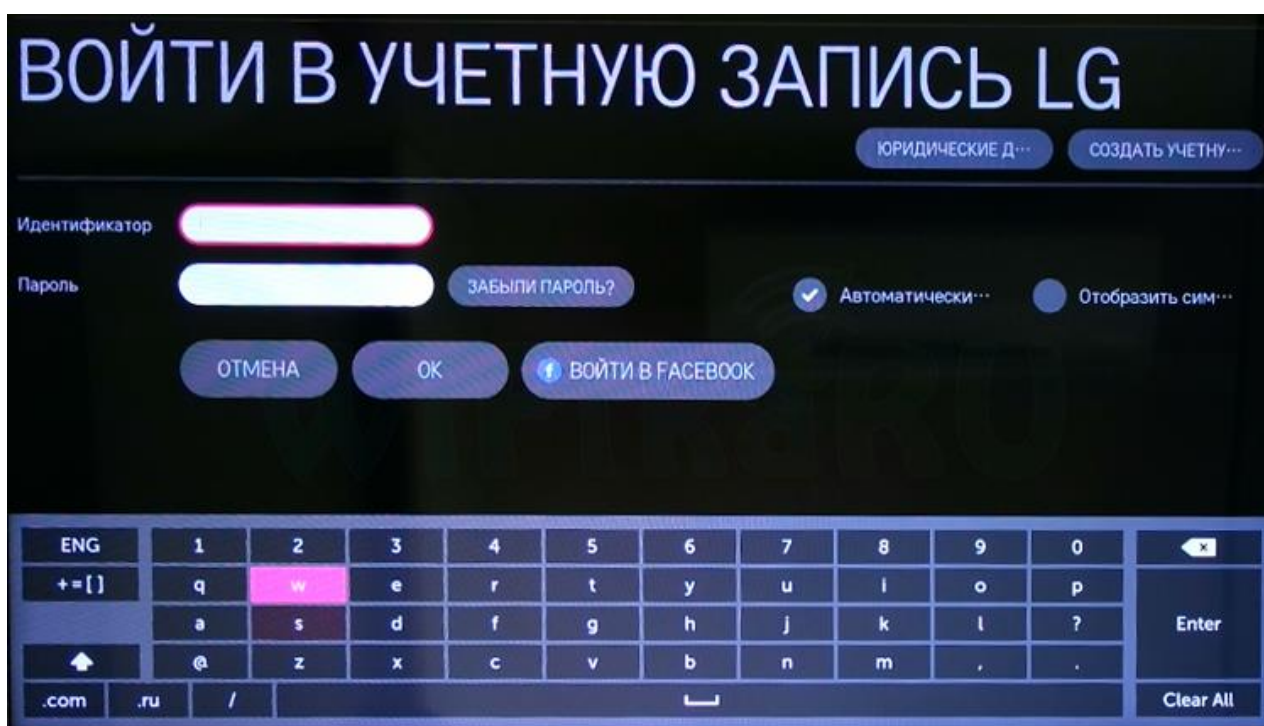 ВОЙТИ В УЧЕТНУЮ ЗАПИСЬ LG
ЮРИДИЧЕСКИЕ Д··· СОЗДАТЬ УЧЕТНУ···
Идентификатор
Пароль ЗАБЫЛИ ПАРОЛЬ? Автоматически··· Отобразить сим···
ОТМЕНА OK f ВОЙТИ В FACEBOOK
ENG 1 2 3 4 5 6 7 8 9 0 x
+=[] q w e r t y u i o p
a s d f g h j k l ? Enter
@ z x c v b n m , .
.com .ru / Clear All